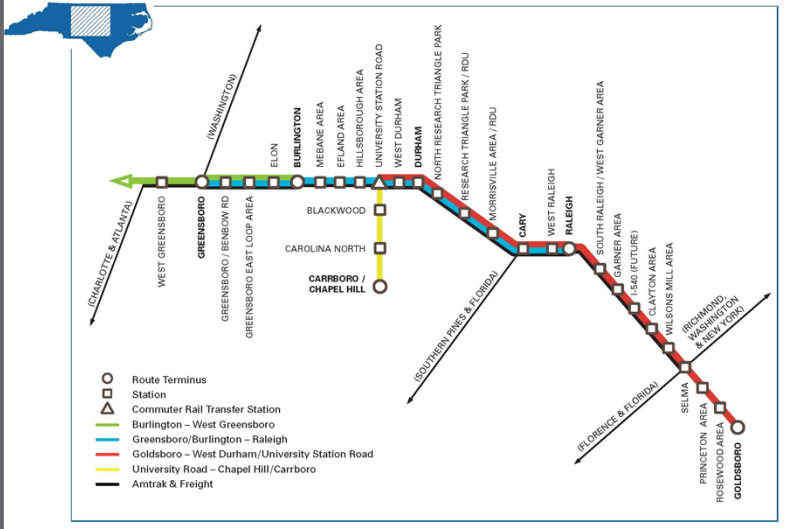 (WASHINGTON)
(CHARLOTTE & ATLANTA)
WEST GREENSBORO
GREENSBORO
GREENSBORO / BENBOW RD
GREENSBORO EAST LOOP AREA
ELON
BURLINGTON
MEBANE AREA
EFLAND AREA
HILLSBOROUGH AREA
UNIVERSITY STATION ROAD
WEST DURHAM
DURHAM
NORTH RESEARCH TRIANGLE PARK
RESEARCH TRIANGLE PARK / RDU
MORRISVILLE AREA / RDU
BLACKWOOD
CAROLINA NORTH
CARRBORO /
CHAPEL HILL
CARY
WEST RALEIGH
RALEIGH
SOUTH RALEIGH / WEST GARNER AREA
GARNER AREA
I-540 (FUTURE)
CLAYTON AREA
WILSONS MILL AREA
(SOUTHERN PINES & FLORIDA)
(RICHMOND,
WASHINGTON
& NEW YORK)
(FLORENCE & FLORIDA)
SELMA
PRINCETON AREA
ROSEWOOD AREA
GOLDSBORO
Route Terminus
Station
Commuter Rail Transfer Station
Burlington – West Greensboro
Greensboro/Burlington – Raleigh
Goldsboro – West Durham/University Station Road
University Road – Chapel Hill/Carrboro
Amtrak & Freight